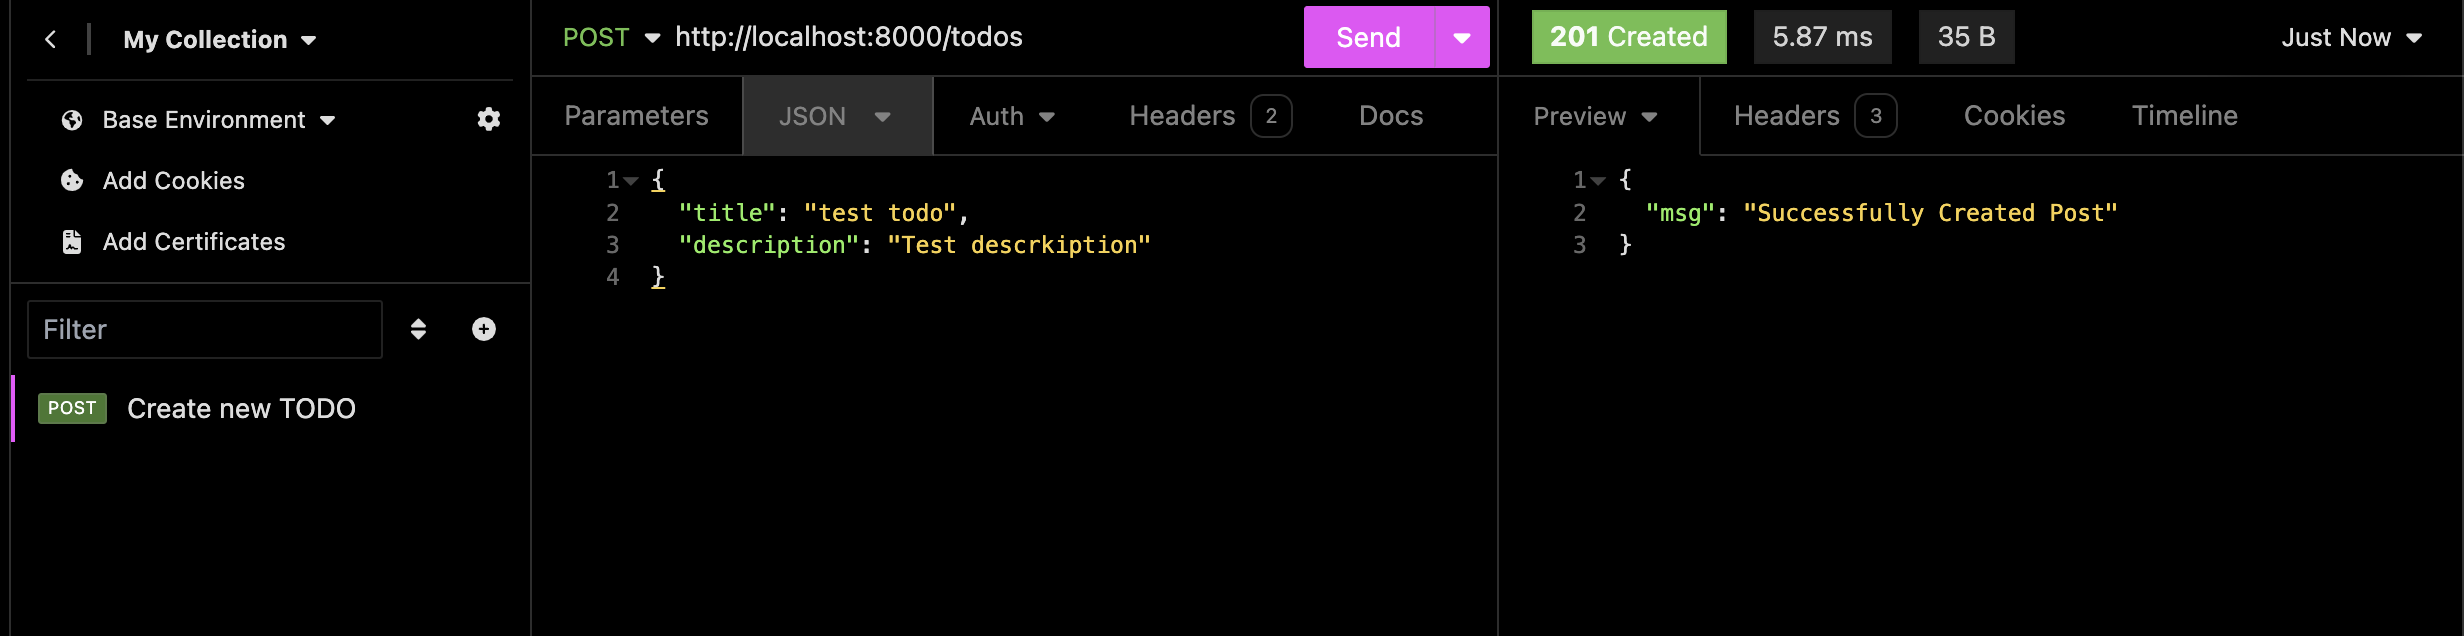 My Collection
Base Environment
Add Cookies
Add Certificates
Filter
POST Create new TODO
POST http://localhost:8000/todos Send
Parameters JSON Auth Headers 2 Docs
1 {
2 "title": "test todo",
3 "description": "Test descrkiption"
4 }
201 Created 5.87 ms 35 B Just Now
Preview Headers 3 Cookies Timeline
1 {
2 "msg": "Successfully Created Post"
3 }